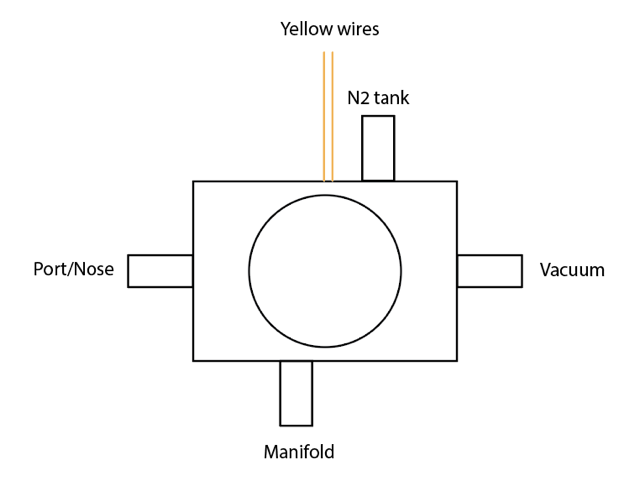 Yellow wires
N2 tank
Port/Nose
Vacuum
Manifold